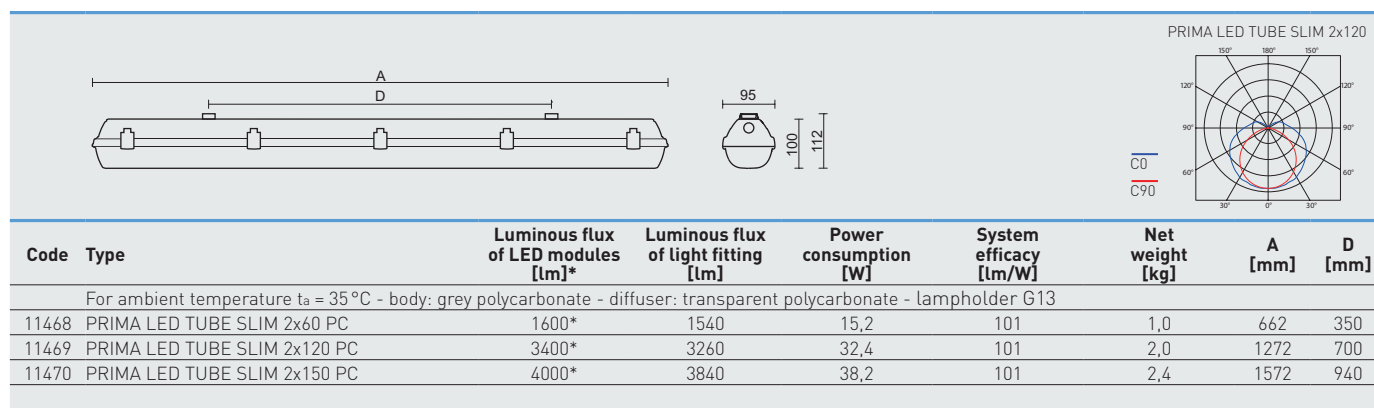 PRIMA LED TUBE SLIM 2x120
150° 180° 150°
120° 120°
90° 90°
60° 60°
30° 0° 30°
C0
C90
A
D
95
100
112
Code Type Luminous flux of LED modules [lm]* Luminous flux of light fitting [lm] Power consumption [W] System efficacy [lm/W] Net weight [kg] A [mm] D [mm]
For ambient temperature ta = 35°C - body: grey polycarbonate - diffuser: transparent polycarbonate - lampholder G13
11468 PRIMA LED TUBE SLIM 2x60 PC 1600* 1540 15,2 101 1,0 662 350
11469 PRIMA LED TUBE SLIM 2x120 PC 3400* 3260 32,4 101 2,0 1272 700
11470 PRIMA LED TUBE SLIM 2x150 PC 4000* 3840 38,2 101 2,4 1572 940